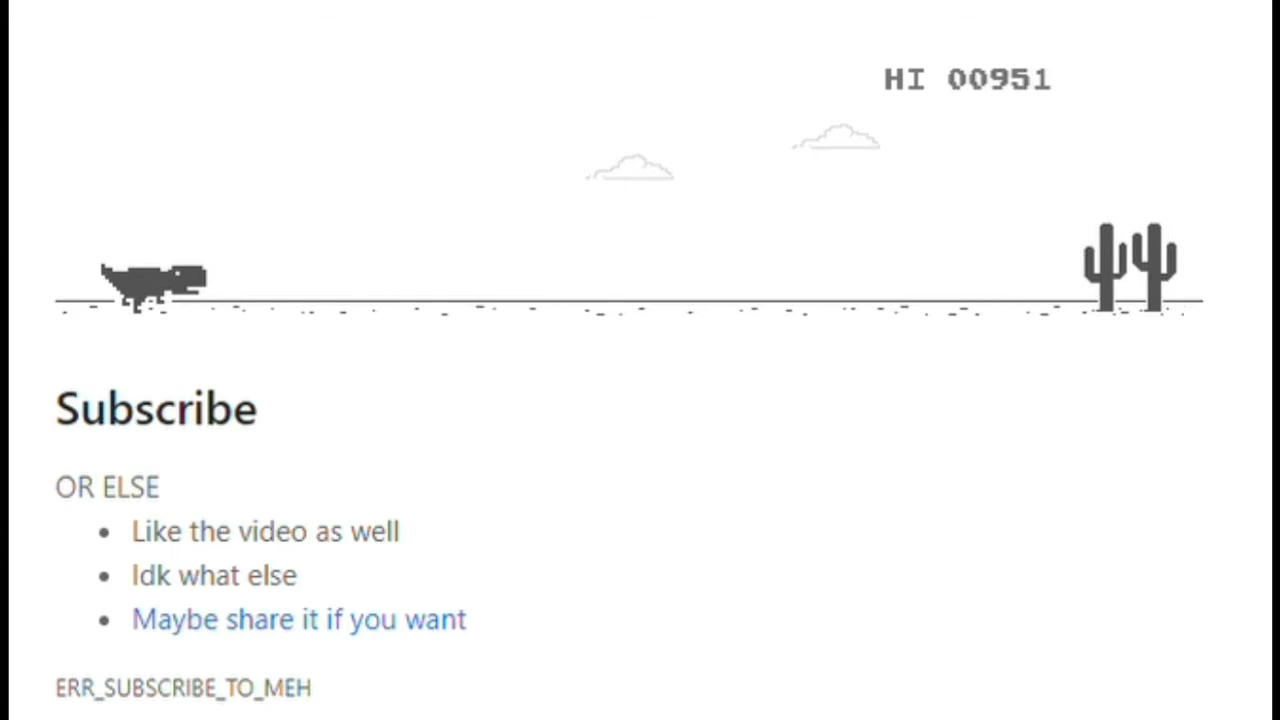 HI 00951
Subscribe
OR ELSE
Like the video as well
Idk what else
Maybe share it if you want
ERR_SUBSCRIBE_TO_MEH